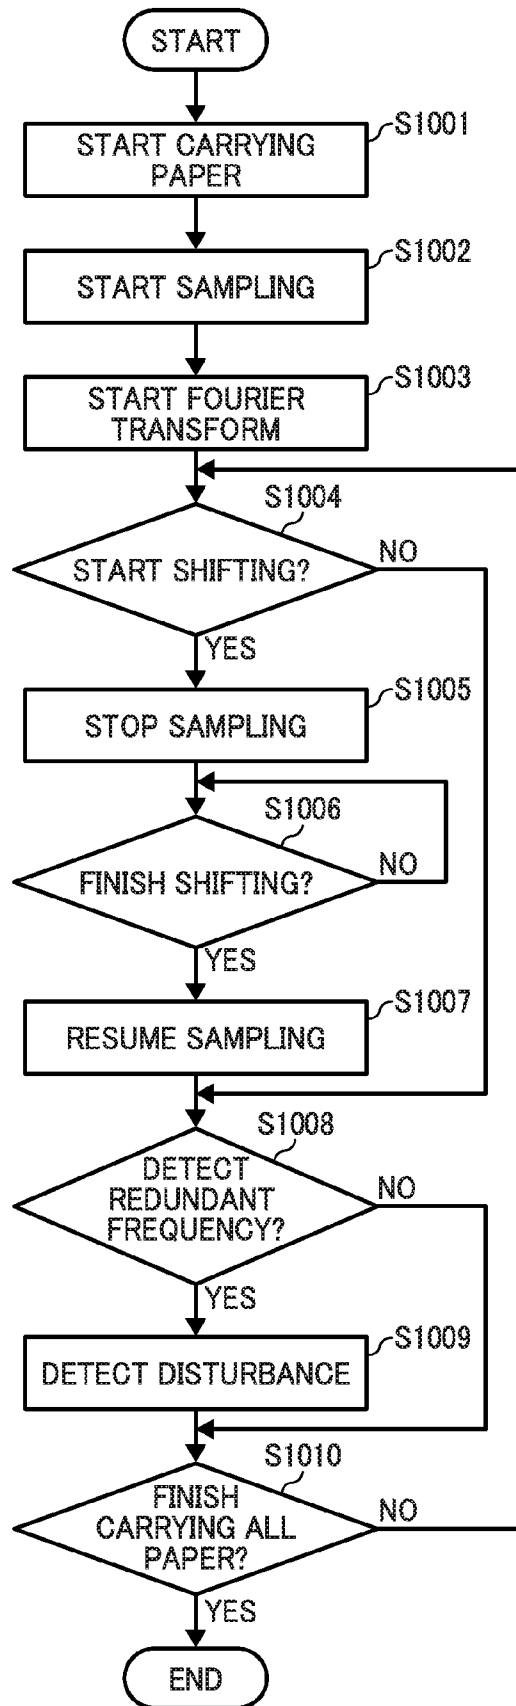 START
S1001
START CARRYING
PAPER
S1002
START SAMPLING
S1003
START FOURIER
TRANSFORM
S1004
START SHIFTING?
NO
YES
S1005
STOP SAMPLING
S1006
FINISH SHIFTING?
NO
YES
S1007
RESUME SAMPLING
S1008
DETECT
REDUNDANT
FREQUENCY?
NO
YES
S1009
DETECT DISTURBANCE
S1010
FINISH
CARRYING ALL
PAPER?
NO
YES
END